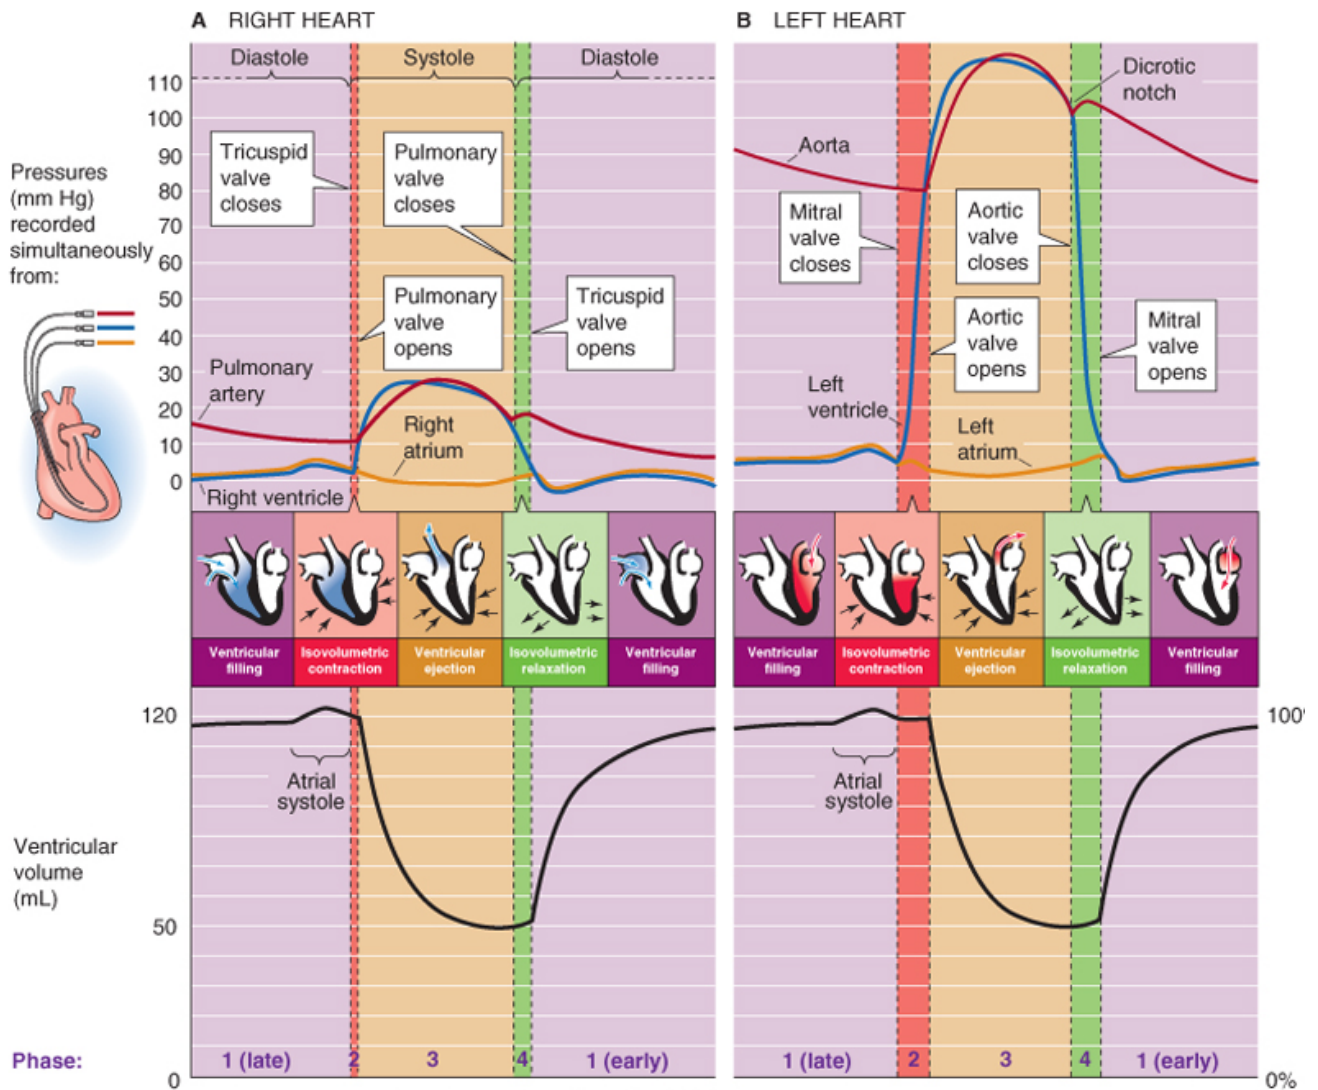 A RIGHT HEART
B LEFT HEART
Diastole
Systole
Diastole
110
100
90
80
70
60
50
40
30
20
10
0
Pressures
(mm Hg)
recorded
simultaneously
from:
Tricuspid
valve
closes
Pulmonary
valve
closes
Pulmonary
valve
opens
Tricuspid
valve
opens
Pulmonary
artery
Right
atrium
Right ventricle
Dicrotic
notch
Aorta
Mitral
valve
closes
Aortic
valve
closes
Aortic
valve
opens
Mitral
valve
opens
Left
ventricle
Left
atrium
Ventricular
filling
Isovolumetric
contraction
Ventricular
ejection
Isovolumetric
relaxation
Ventricular
filling
Ventricular
filling
Isovolumetric
contraction
Ventricular
ejection
Isovolumetric
relaxation
Ventricular
filling
120
100'
Atrial
systole
Atrial
systole
Ventricular
volume
(mL)
50
Phase:
1 (late)
2
3
4
1 (early)
1 (late)
2
3
4
1 (early)
0
0%